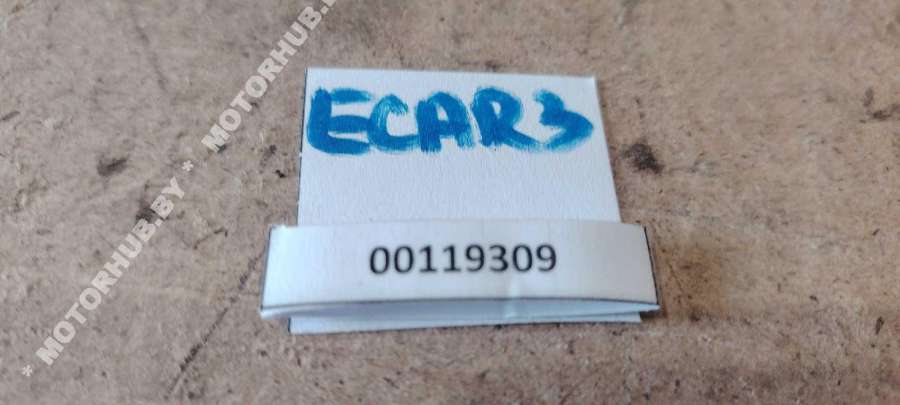 ECAR3
00119309
* MOTORHUB.BY * MOTORHUB.BY